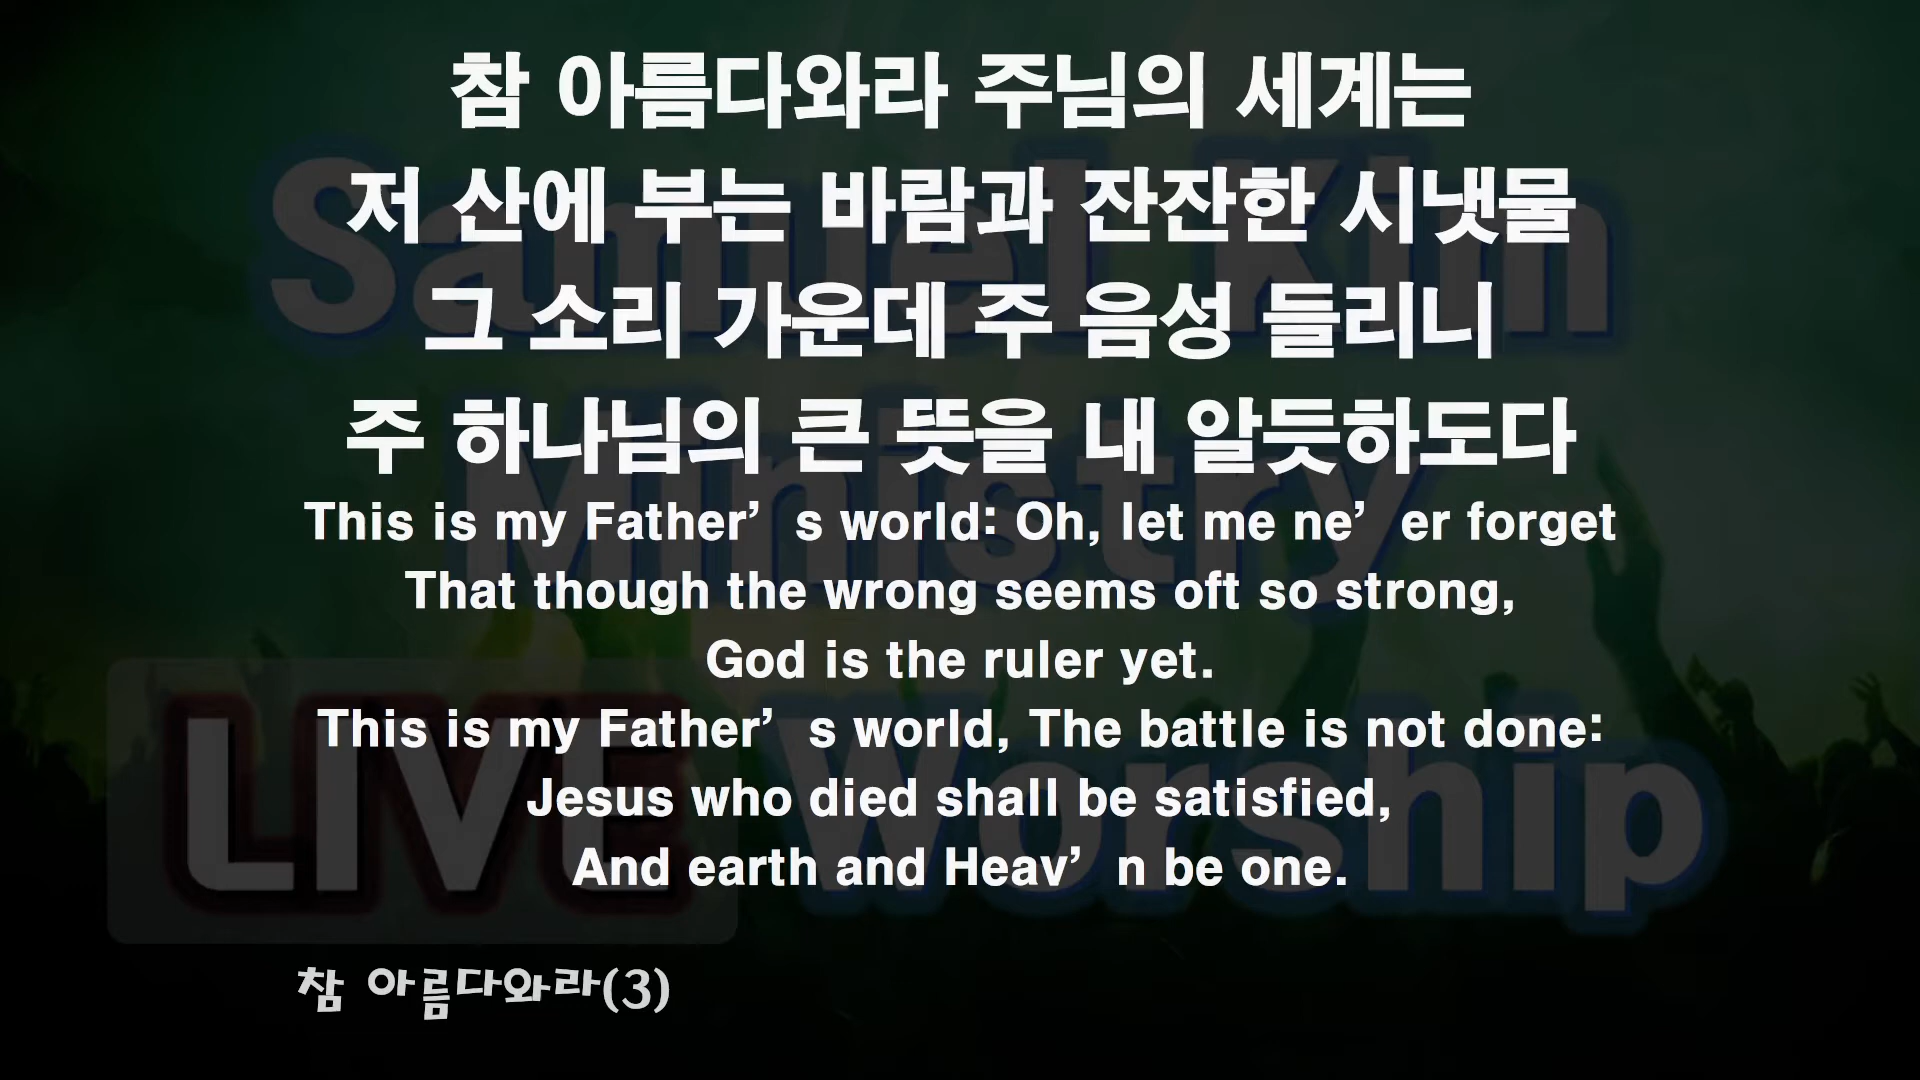 참 아름다와라 주님의 세계는
저 산에 부는 바람과 잔잔한 시냇물
그 소리 가운데 주 음성 들리니
주 하나님의 큰 뜻을 내 알듯하도다
This is my Father’s world: Oh, let me ne’er forget
That though the wrong seems oft so strong,
God is the ruler yet.
This is my Father’s world, The battle is not done:
Jesus who died shall be satisfied,
And earth and Heav’n be one.
참 아름다와라(3)
Samuel Kim
Ministry
LIVE Worship